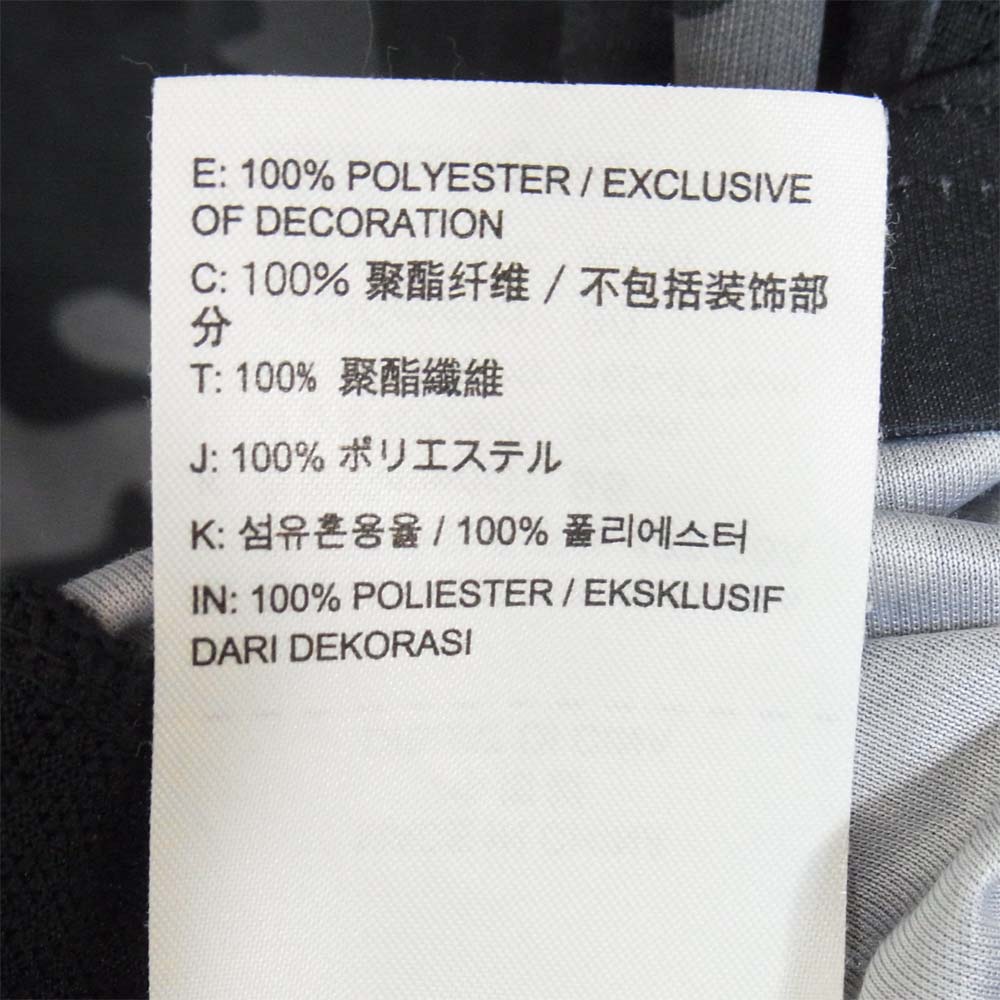 E: 100% POLYESTER / EXCLUSIVE
OF DECORATION
C: 100% 聚酯纤维 / 不包括装饰部
分
T: 100% 聚酯纖維
J: 100% ポリエステル
K: 섬유혼용율 / 100% 폴리에스터
IN: 100% POLIESTER / EKSKLUSIF
DARI DEKORASI